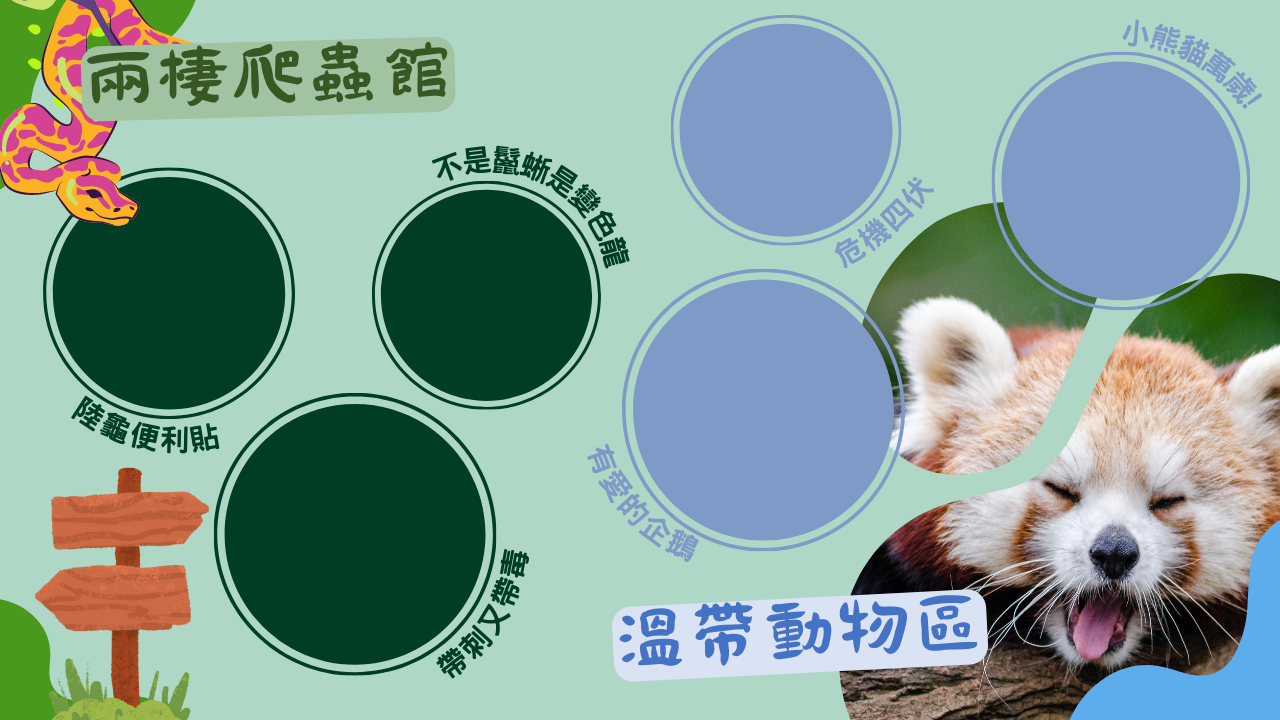 兩棲爬蟲館
不是鬣蜥是變色龍
陸龜便利貼
帶刺又帶毒
小熊貓萬歲!
危機四伏
有愛的企鵝
溫帶動物區